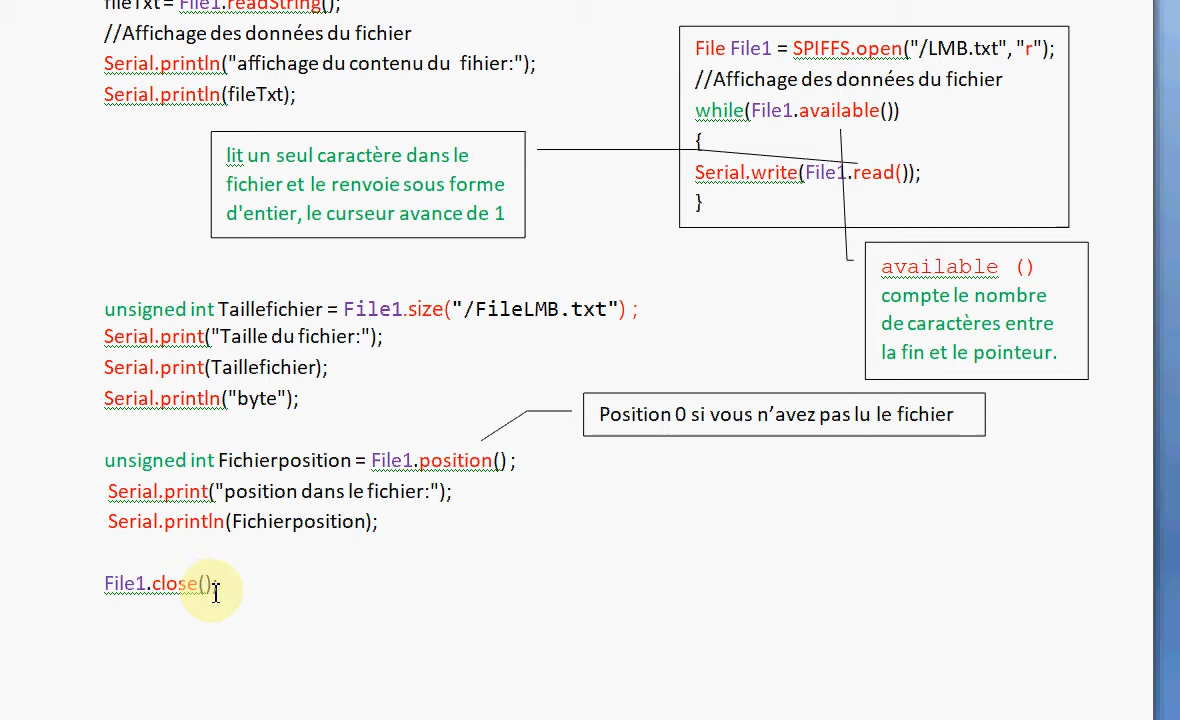 fileTxt = File1.readString();
//Affichage des données du fichier
Serial.println("affichage du contenu du  fihier:");
Serial.println(fileTxt);
File File1 = SPIFFS.open("/LMB.txt", "r");
//Affichage des données du fichier
while(File1.available())
{
Serial.write(File1.read());
}
lit un seul caractère dans le
fichier et le renvoie sous forme
d'entier, le curseur avance de 1
available ()
compte le nombre
de caractères entre
la fin et le pointeur.
unsigned int Taillefichier = File1.size("/FileLMB.txt") ;
Serial.print("Taille du fichier:");
Serial.print(Taillefichier);
Serial.println("byte");
Position 0 si vous n’avez pas lu le fichier
unsigned int Fichierposition = File1.position() ;
Serial.print("position dans le fichier:");
Serial.println(Fichierposition);
File1.close();